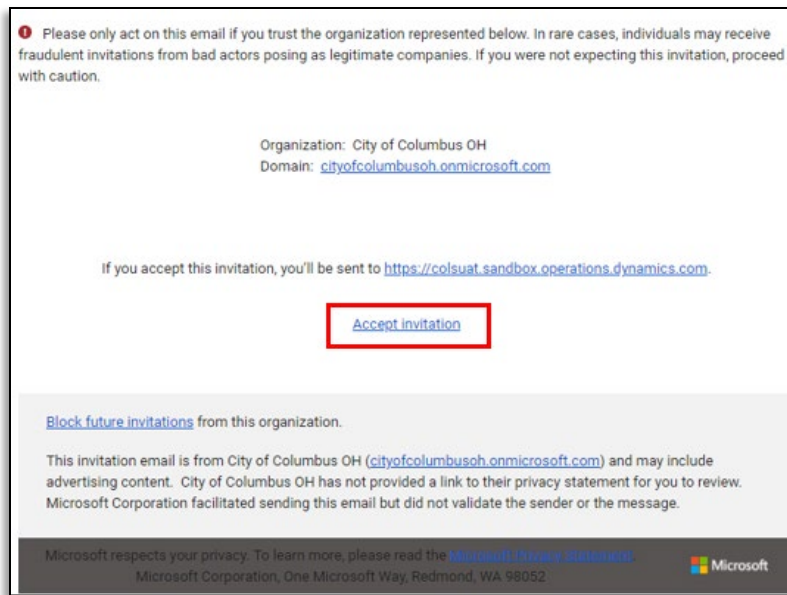 Please only act on this email if you trust the organization represented below. In rare cases, individuals may receive
fraudulent invitations from bad actors posing as legitimate companies. If you were not expecting this invitation, proceed
with caution.
Organization: City of Columbus OH
Domain: cityofcolumbusoh.onmicrosoft.com
If you accept this invitation, you'll be sent to https://colsuat.sandbox.operations.dynamics.com.
Accept invitation
Block future invitations from this organization.
This invitation email is from City of Columbus OH (cityofcolumbusoh.onmicrosoft.com) and may include
advertising content. City of Columbus OH has not provided a link to their privacy statement for you to review.
Microsoft Corporation facilitated sending this email but did not validate the sender or the message.
Microsoft respects your privacy. To learn more, please read the Microsoft Privacy Statement.
Microsoft Corporation, One Microsoft Way, Redmond, WA 98052
Microsoft